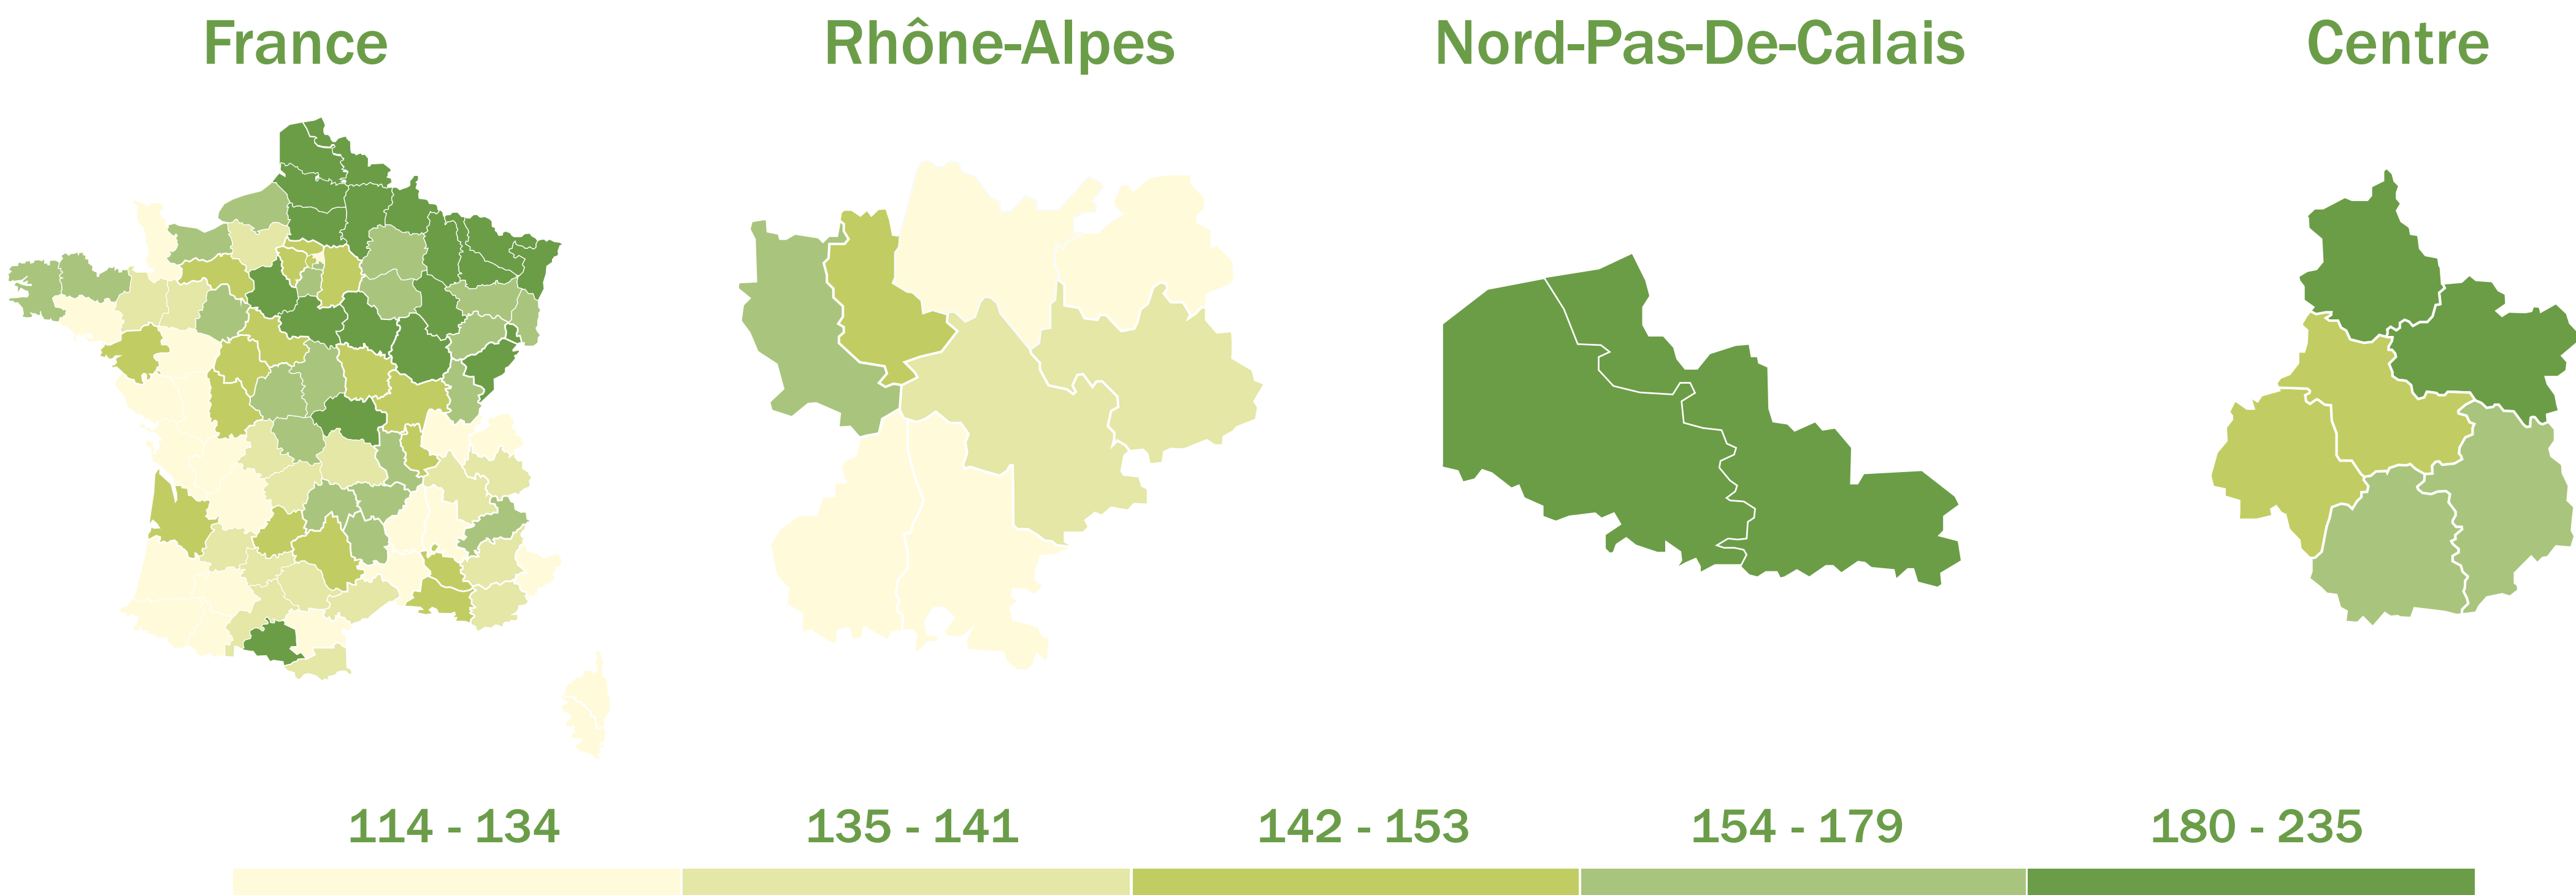 France
Rhône-Alpes
Nord-Pas-De-Calais
Centre
114 - 134
135 - 141
142 - 153
154 - 179
180 - 235